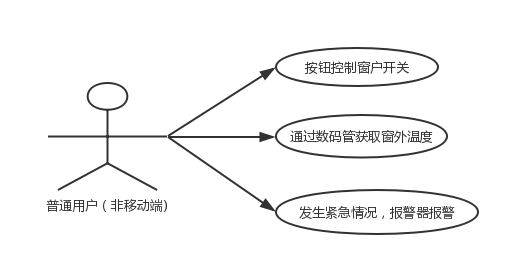 按钮控制窗户开关
通过数码管获取窗外温度
普通用户（非移动端）
发生紧急情况，报警器报警